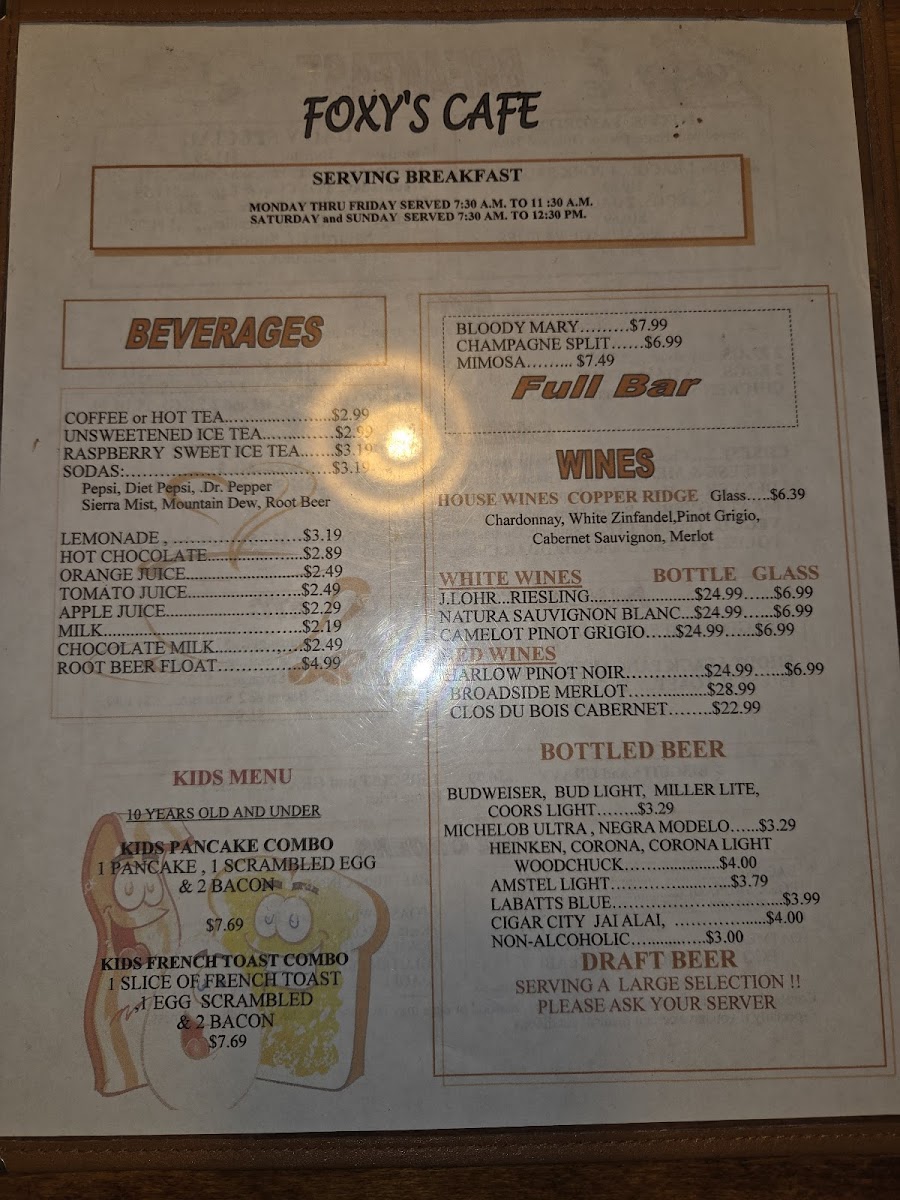 FOXY'S CAFE
SERVING BREAKFAST
MONDAY THRU FRIDAY SERVED 7:30 A.M. TO 11 :30 A.M.
SATURDAY and SUNDAY SERVED 7:30 AM. TO 12:30 PM.
BEVERAGES
COFFEE or HOT TEA......................$2.99
UNSWEETENED ICE TEA..............$2.99
RASPBERRY SWEET ICE TEA......$3.19
SODAS:.......................................$3.19
Pepsi, Diet Pepsi, .Dr. Pepper
Sierra Mist, Mountain Dew, Root Beer
LEMONADE , ..........................$3.19
HOT CHOCOLATE...................$2.89
ORANGE JUICE.........................$2.49
TOMATO JUICE.........................$2.49
APPLE JUICE.............................$2.29
MILK.........................................$2.19
CHOCOLATE MILK..................$2.49
ROOT BEER FLOAT...............$4.99
KIDS MENU
10 YEARS OLD AND UNDER
KIDS PANCAKE COMBO
1 PANCAKE , 1 SCRAMBLED EGG
& 2 BACON
$7.69
KIDS FRENCH TOAST COMBO
1 SLICE OF FRENCH TOAST
1 EGG SCRAMBLED
& 2 BACON
$7.69
BLOODY MARY.........$7.99
CHAMPAGNE SPLIT......$6.99
MIMOSA......... $7.49
Full Bar
WINES
HOUSE WINES COPPER RIDGE Glass.....$6.39
Chardonnay, White Zinfandel,Pinot Grigio,
Cabernet Sauvignon, Merlot
WHITE WINES BOTTLE GLASS
J.LOHR...RIESLING......................$24.99......$6.99
NATURA SAUVIGNON BLANC...$24.99......$6.99
CAMELOT PINOT GRIGIO......$24.99......$6.99
RED WINES
HARLOW PINOT NOIR...............$24.99......$6.99
BROADSIDE MERLOT...............$28.99
CLOS DU BOIS CABERNET........$22.99
BOTTLED BEER
BUDWEISER, BUD LIGHT, MILLER LITE,
COORS LIGHT........$3.29
MICHELOB ULTRA , NEGRA MODELO......$3.29
HEINKEN, CORONA, CORONA LIGHT
WOODCHUCK.................$4.00
AMSTEL LIGHT.....................$3.79
LABATTS BLUE.............................$3.99
CIGAR CITY JAI ALAI, .................$4.00
NON-ALCOHOLIC.............$3.00
DRAFT BEER
SERVING A LARGE SELECTION !!
PLEASE ASK YOUR SERVER